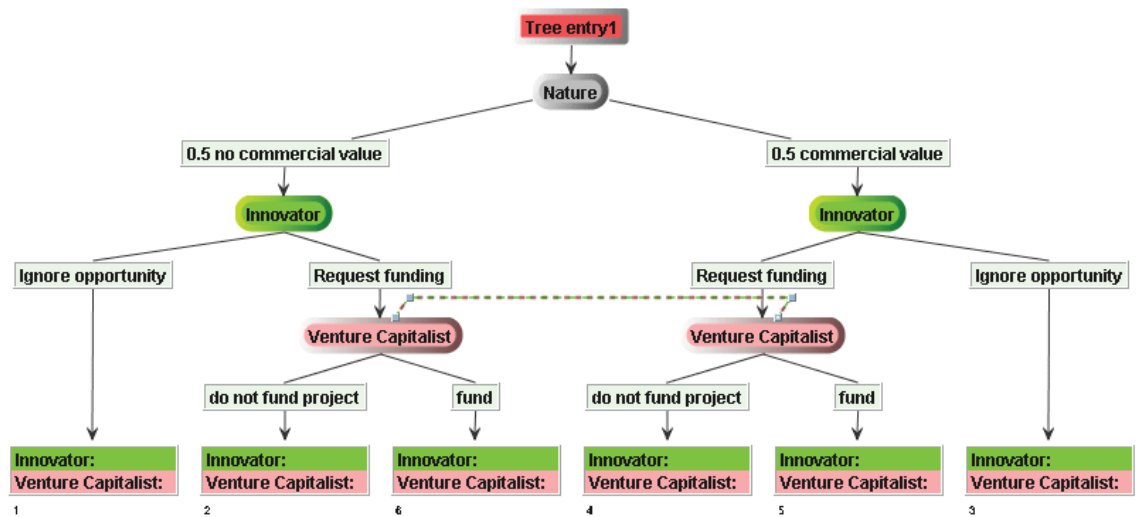 Tree entry1
Nature
0.5 no commercial value
0.5 commercial value
Innovator
Innovator
Ignore opportunity
Request funding
Request funding
Ignore opportunity
Venture Capitalist
Venture Capitalist
do not fund project
fund
do not fund project
fund
Innovator:
Venture Capitalist:
Innovator:
Venture Capitalist:
Innovator:
Venture Capitalist:
Innovator:
Venture Capitalist:
Innovator:
Venture Capitalist:
Innovator:
Venture Capitalist:
1
2
6
4
5
3